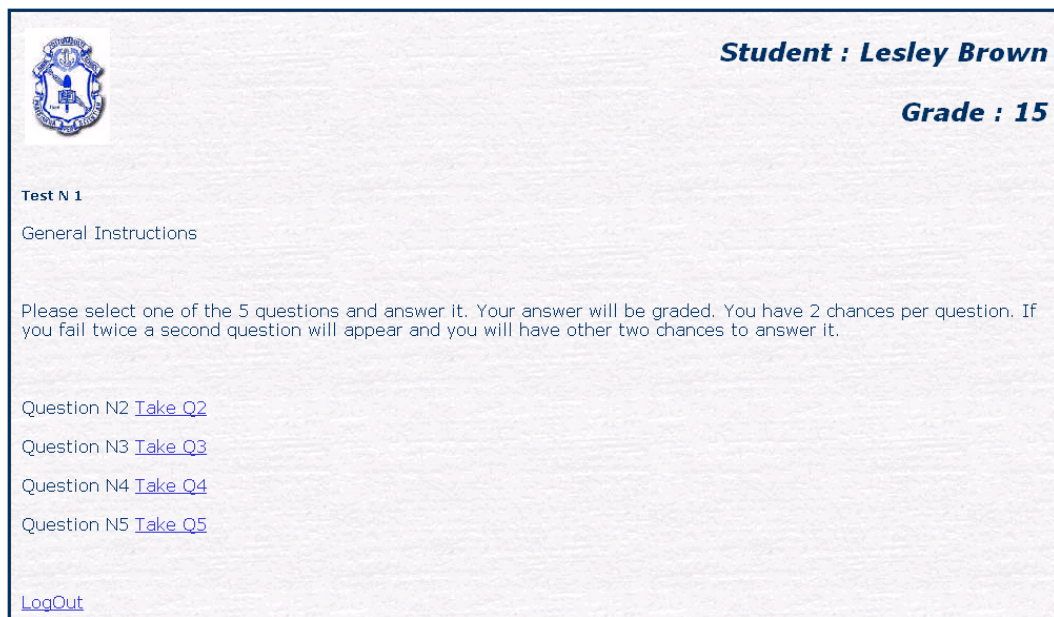 Student : Lesley Brown
Grade : 15
Test N 1
General Instructions
Please select one of the 5 questions and answer it. Your answer will be graded. You have 2 chances per question. If
you fail twice a second question will appear and you will have other two chances to answer it.
Question N2 Take Q2
Question N3 Take Q3
Question N4 Take Q4
Question N5 Take Q5
LogOut